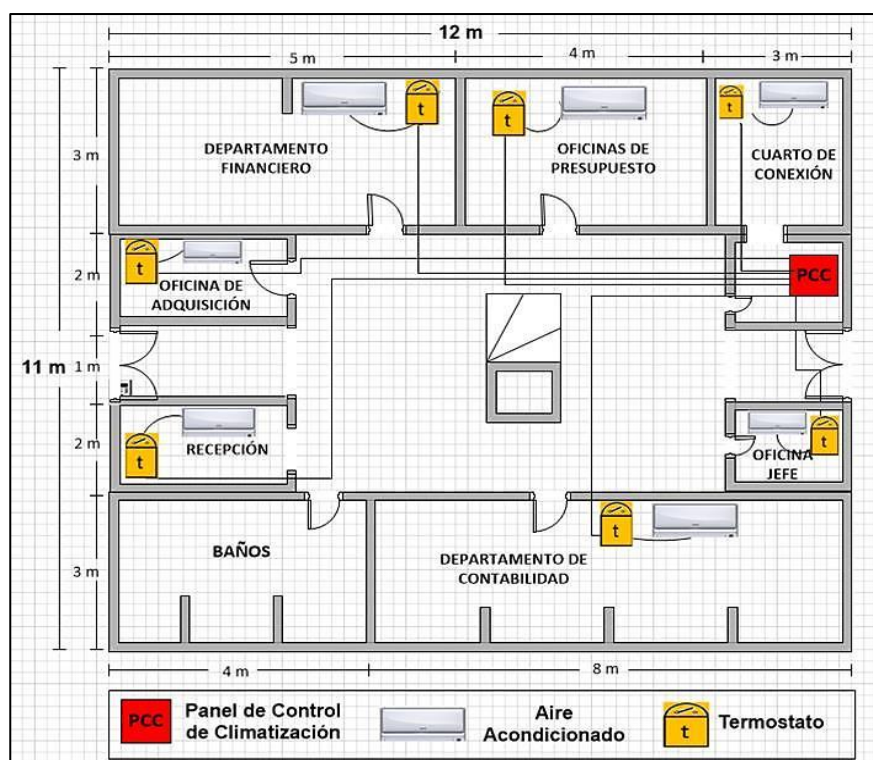 12 m
5 m
4 m
3 m
t
t
t
3 m
DEPARTAMENTO
FINANCIERO
OFICINAS DE
PRESUPUESTO
CUARTO DE
CONEXIÓN
2 m
t
OFICINA DE
ADQUISICIÓN
PCC
11 m
1 m
2 m
t
RECEPCIÓN
t
OFICINA
JEFE
3 m
BAÑOS
t
DEPARTAMENTO DE
CONTABILIDAD
4 m
8 m
PCC
Panel de Control
de Climatización
Aire
Acondicionado
t
Termostato